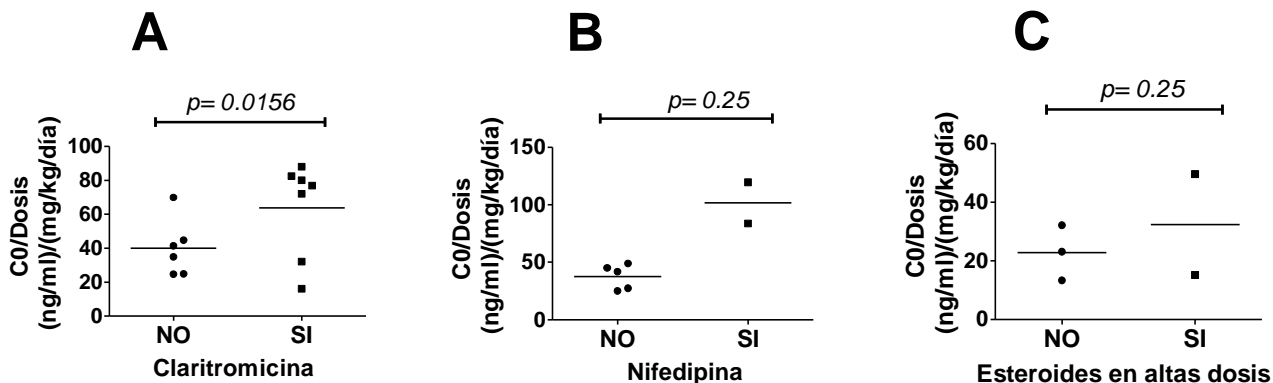 A
p= 0.0156
C0/Dosis
(ng/ml)/(mg/kg/día)
100
80
60
40
20
0
NO
SI
Claritromicina
B
p= 0.25
C0/Dosis
(ng/ml)/(mg/kg/día)
150
100
50
0
NO
SI
Nifedipina
C
p= 0.25
C0/Dosis
(ng/ml)/(mg/kg/día)
60
40
20
0
NO
SI
Esteroides en altas dosis